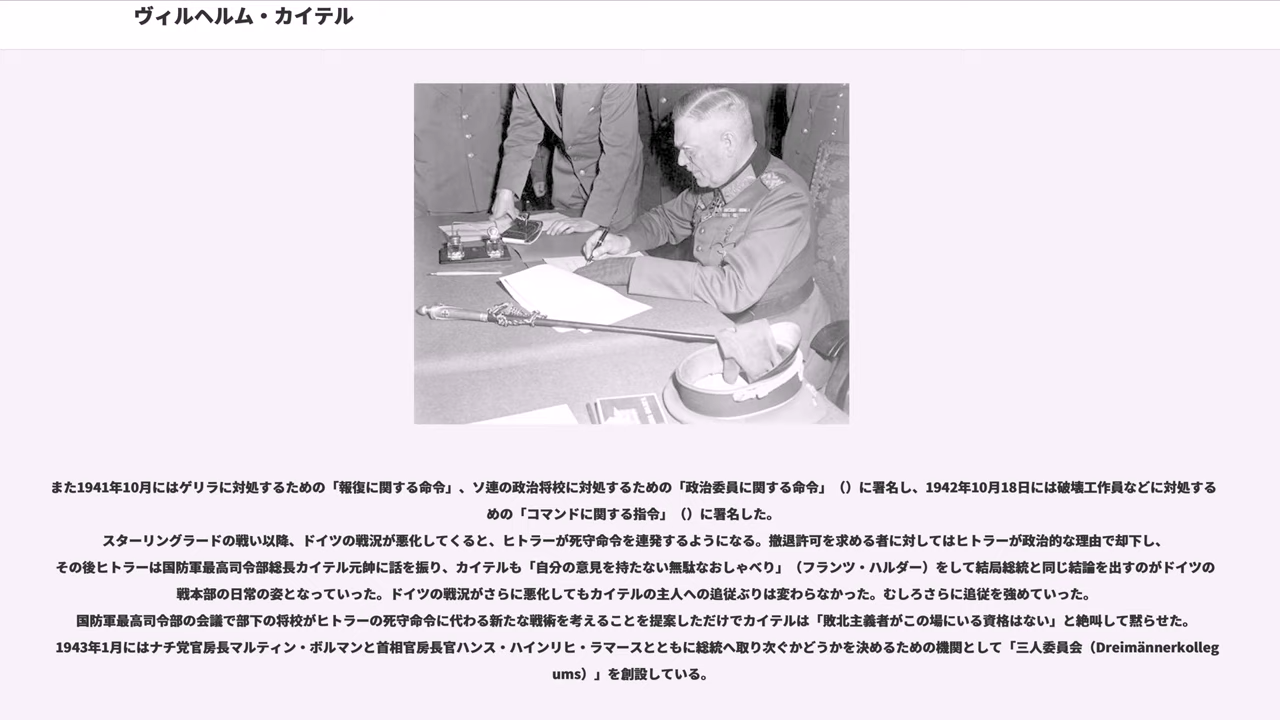 ヴィルヘルム・カイテル
また1941年10月にはゲリラに対処するための「報復に関する命令」、ソ連の政治将校に対処するための「政治委員に関する命令」（）に署名し、1942年10月18日には破壊工作員などに対処する
めの「コマンドに関する指令」（）に署名した。
スターリングラードの戦い以降、ドイツの戦況が悪化してくると、ヒトラーが死守命令を連発するようになる。撤退許可を求める者に対してはヒトラーが政治的な理由で却下し、
その後ヒトラーは国防軍最高司令部総長カイテル元帥に話を振り、カイテルも「自分の意見を持たない無駄なおしゃべり」（フランツ・ハルダー）をして結局総統と同じ結論を出すのがドイツの
戦本部の日常の姿となっていった。ドイツの戦況がさらに悪化してもカイテルの主人への追従ぶりは変わらなかった。むしろさらに追従を強めていった。
国防軍最高司令部の会議で部下の将校がヒトラーの死守命令に代わる新たな戦術を考えることを提案しただけでカイテルは「敗北主義者がこの場にいる資格はない」と絶叫して黙らせた。
1943年1月にはナチ党官房長マルティン・ボルマンと首相官房長官ハンス・ハインリヒ・ラマースとともに総統へ取り次ぐかどうかを決めるための機関として「三人委員会（Dreimännerkolleg
ums）」を創設している。